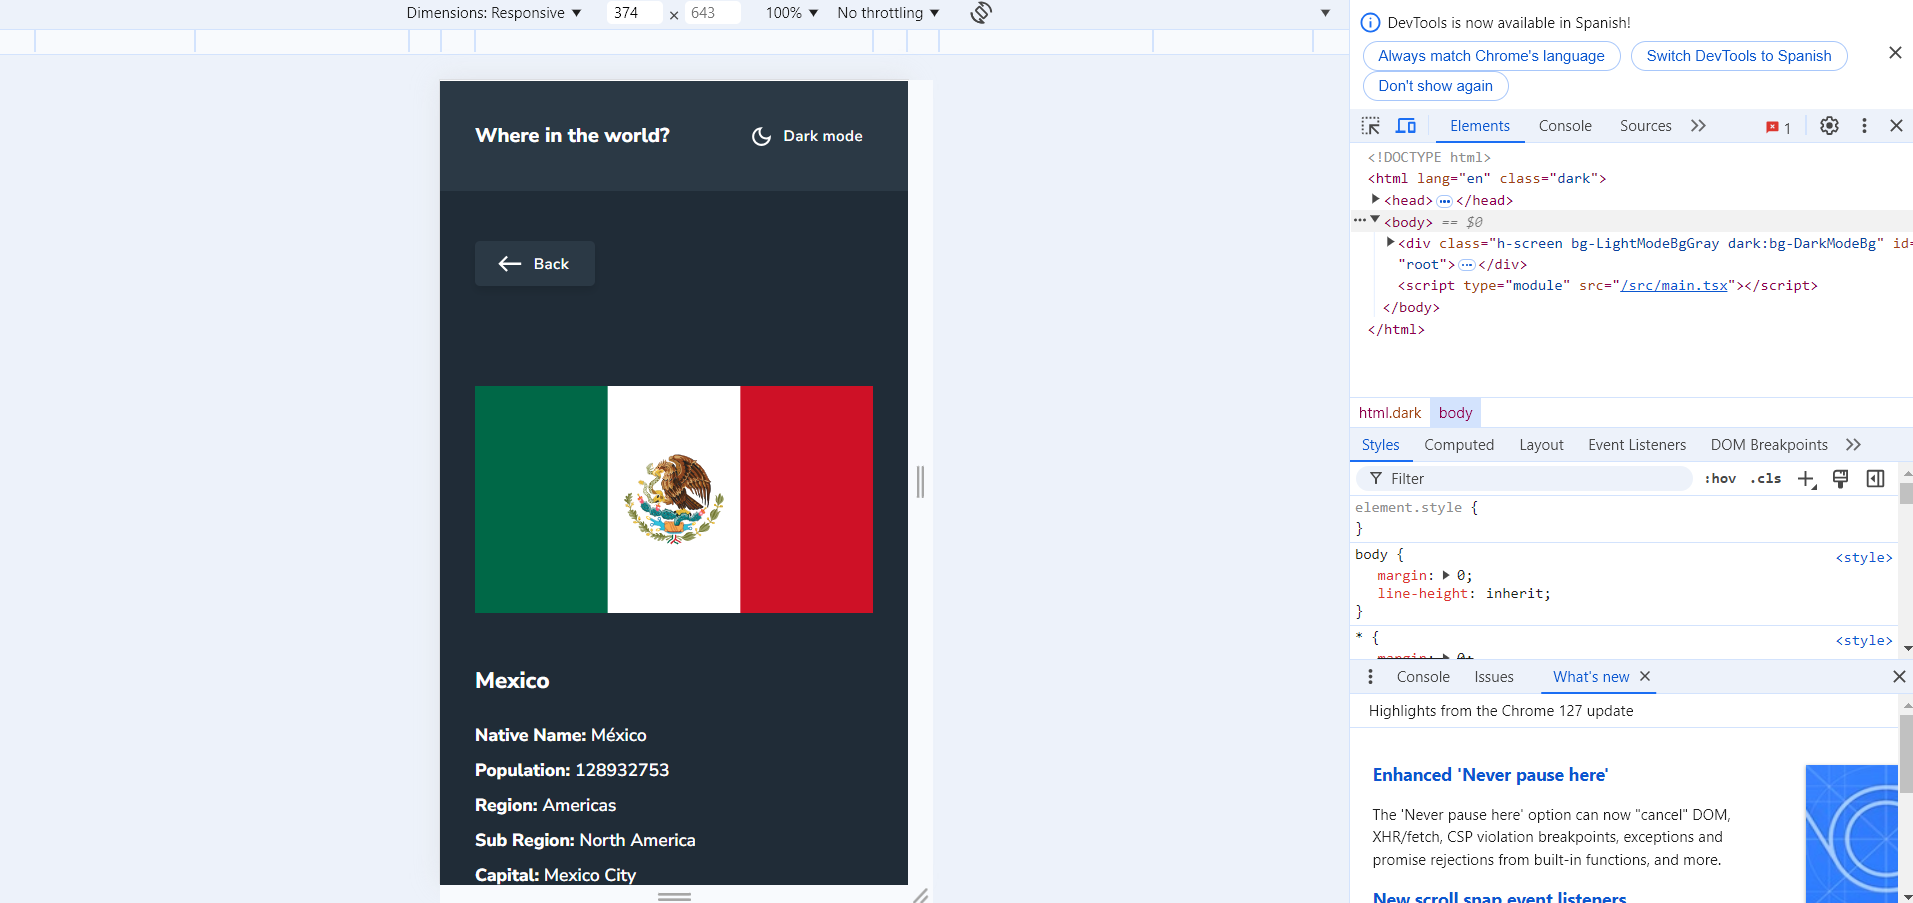 Dimensions: Responsive ▼ 374 × 643 100% ▼ No throttling ▼
DevTools is now available in Spanish!
Always match Chrome's language
Switch DevTools to Spanish
Don't show again
Elements Console Sources 1
<!DOCTYPE html>
<html lang="en" class="dark">
<head> ••• </head>
••• <body> == $0
<div class="h-screen bg-LightModeBgGray dark:bg-DarkModeBg" id=
"root"> ••• </div>
<script type="module" src="/src/main.tsx"></script>
</body>
</html>
html.dark body
Styles Computed Layout Event Listeners DOM Breakpoints
Filter :hov .cls
element.style {
}
body { <style>
margin: 0;
line-height: inherit;
}
* { <style>
margin: 0;
Console Issues What's new
Highlights from the Chrome 127 update
Enhanced 'Never pause here'
The 'Never pause here' option can now "cancel" DOM,
XHR/fetch, CSP violation breakpoints, exceptions and
promise rejections from built-in functions, and more.
New scroll snap event listeners
Where in the world? Dark mode
Back
Mexico
Native Name: México
Population: 128932753
Region: Americas
Sub Region: North America
Capital: Mexico City